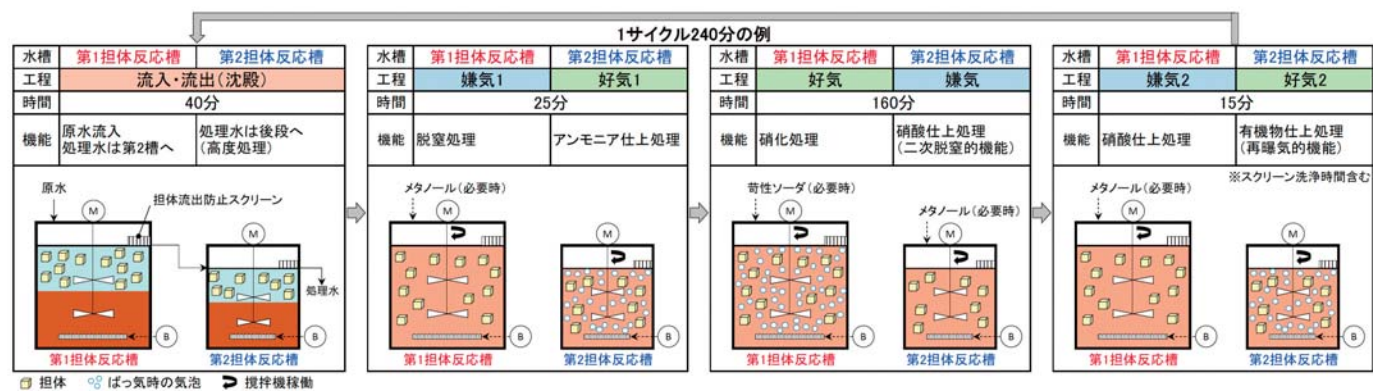 1サイクル240分の例
水槽 第1担体反応槽 第2担体反応槽
工程 流入・流出(沈殿)
時間 40分
機能
原水流入
処理水は第2槽へ
処理水は後段へ
(高度処理)
原水
担体流出防止スクリーン
M
M
処理水
B
B
第1担体反応槽 第2担体反応槽
水槽 第1担体反応槽 第2担体反応槽
工程 嫌気1 好気1
時間 25分
機能 脱窒処理 アンモニア仕上処理
メタノール(必要時)
M
M
B
B
第1担体反応槽 第2担体反応槽
水槽 第1担体反応槽 第2担体反応槽
工程 好気 嫌気
時間 160分
機能 硝化処理
硝酸仕上処理
(二次脱窒的機能)
苛性ソーダ(必要時)
メタノール(必要時)
M
M
B
B
第1担体反応槽 第2担体反応槽
水槽 第1担体反応槽 第2担体反応槽
工程 嫌気2 好気2
時間 15分
機能 硝酸仕上処理
有機物仕上処理
(再曝気的機能)
※スクリーン洗浄時間含む
メタノール(必要時)
M
M
B
B
第1担体反応槽 第2担体反応槽
担体 ばっ気時の気泡 撹拌機稼働